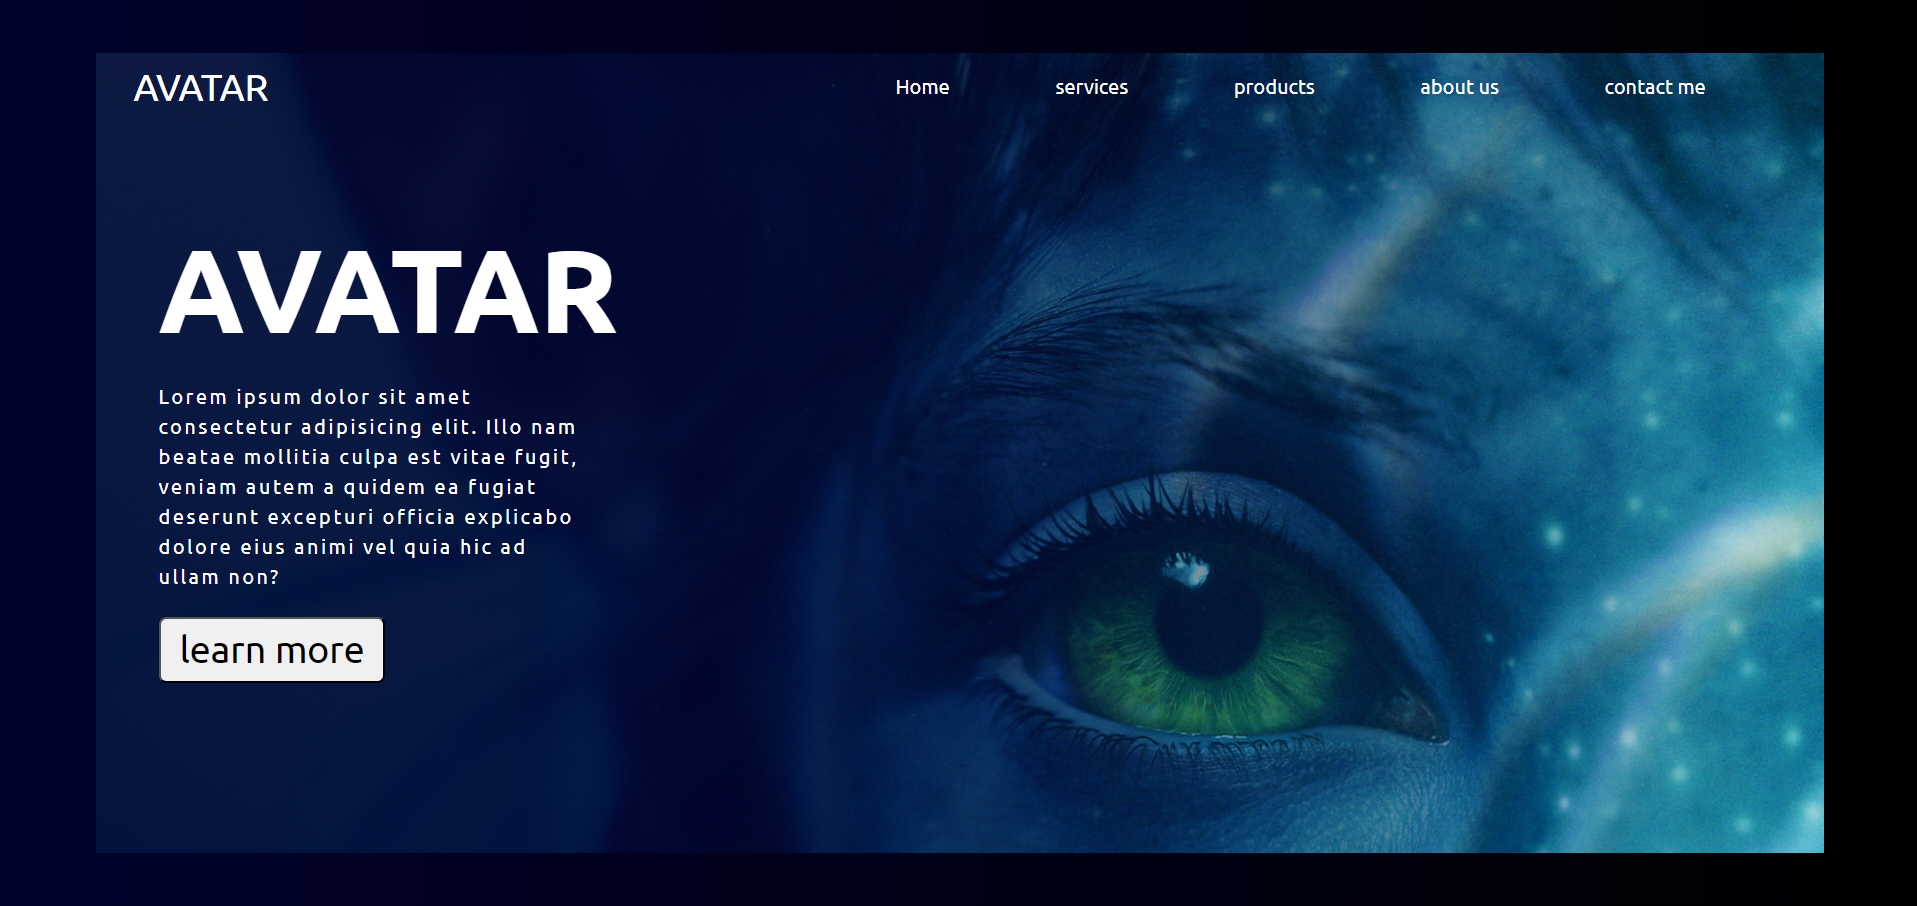 AVATAR
Home services products about us contact me
AVATAR
Lorem ipsum dolor sit amet
consectetur adipisicing elit. Illo nam
beatae mollitia culpa est vitae fugit,
veniam autem a quidem ea fugiat
deserunt excepturi officia explicabo
dolore eius animi vel quia hic ad
ullam non?
learn more